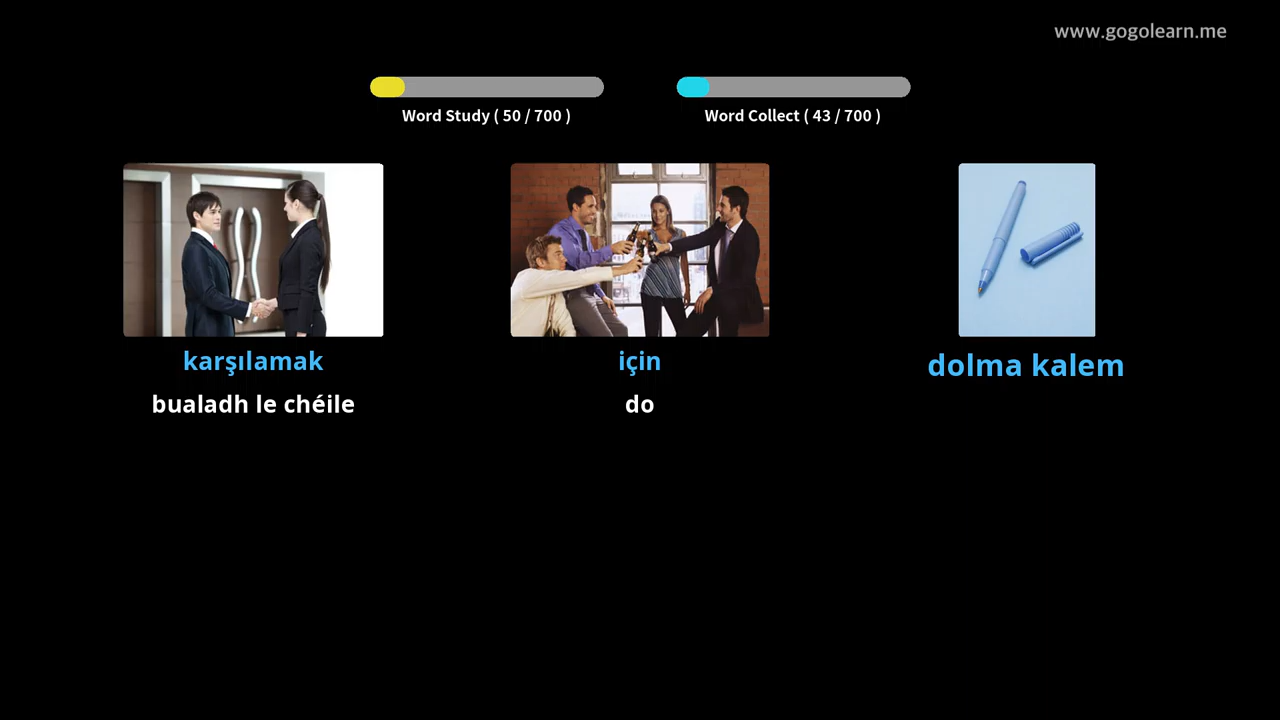 www.gogolearn.me
Word Study ( 50 / 700 )
Word Collect ( 43 / 700 )
karşılamak
bualadh le chéile
için
do
dolma kalem